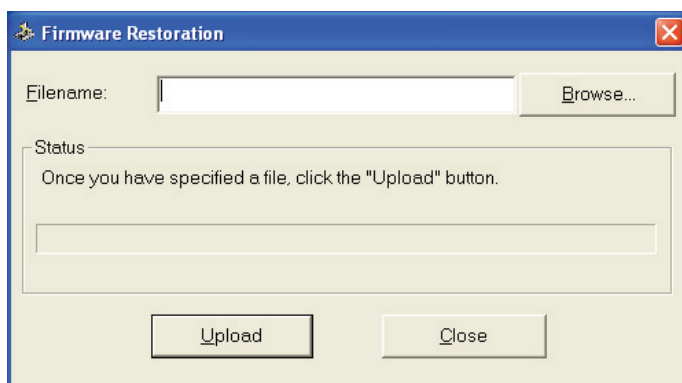 Firmware Restoration
Filename:
Browse...
Status
Once you have specified a file, click the "Upload" button.
Upload
Close